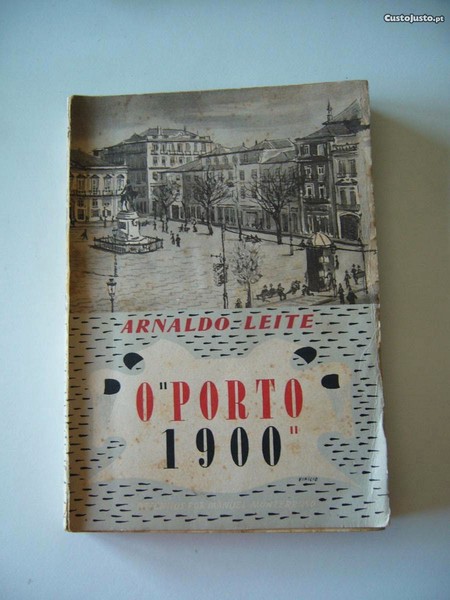 CustoJusto.pt
ARNALDO LEITE
O "PORTO
1900"